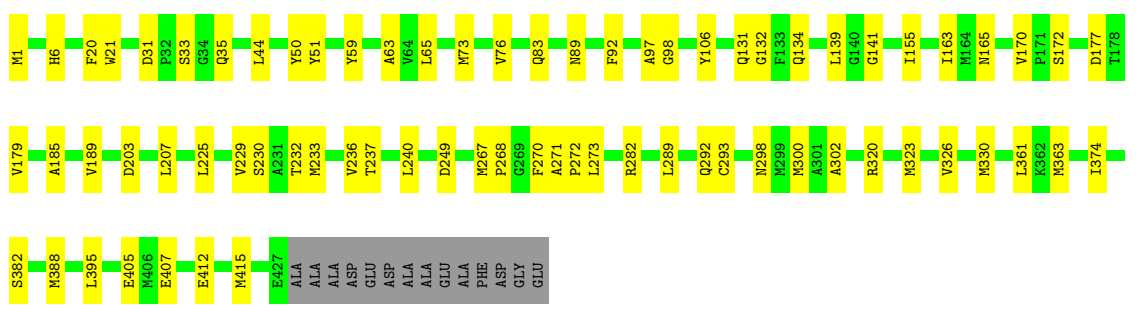 M1 H6 F20 W21 D31 P32 S33 G34 Q35 L44 Y50 Y51 Y59 A63 V64 L65 M73 V76 Q83 N89 F92 A97 G98 Y106 Q131 G132 F133 Q134 L139 G140 G141 I155 I163 M164 N165 V170 P171 S172 D177 T178
V179 A185 V189 D203 L207 L225 V229 S230 A231 T232 M233 V236 T237 L240 D249 M267 P268 G269 F270 A271 P272 L273 R282 L289 Q292 C293 N298 M299 M300 A301 A302 R320 M323 V326 M330 L361 K362 M363 I374
S382 M388 L395 E405 M406 E407 E412 M415 E427 ALA ALA ALA ASP GLU ASP ALA ALA GLU ALA PHE ASP GLY GLU